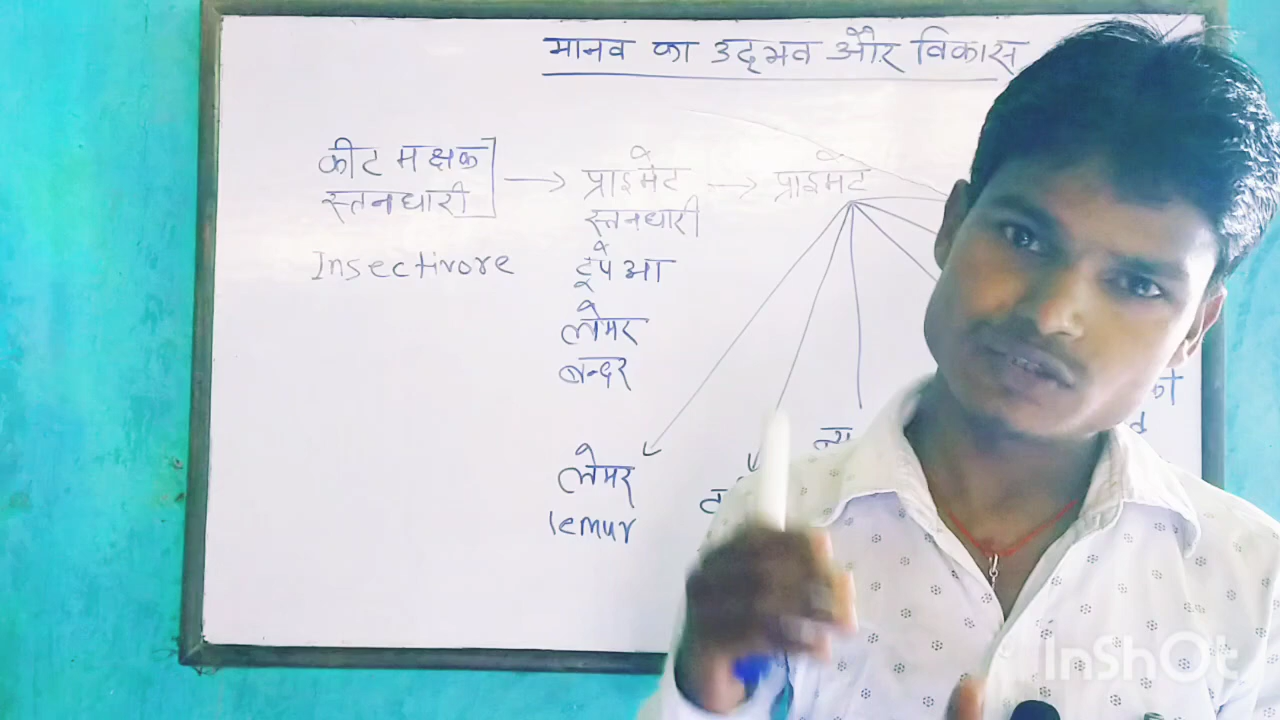 मानव का उद्भव और विकास
कीट भक्षक
स्तनधारी
Insectivore
प्राइमेट
स्तनधारी
टूपेआ
लेमर
बन्दर
प्राइमेट
लेमर
lemur
InShOt